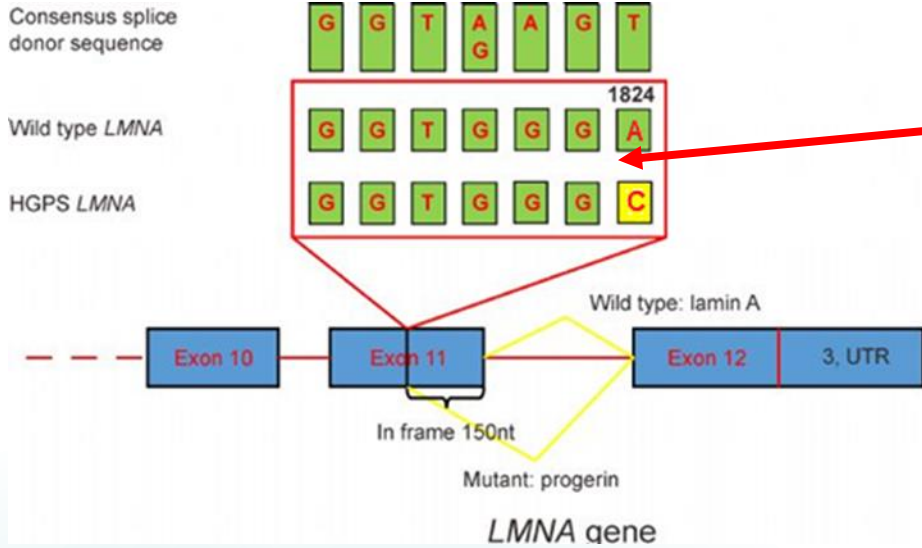 Consensus splice
donor sequence
G G T A A G T
G
1824
Wild type LMNA
G G T G G G A
HGPS LMNA
G G T G G G C
Wild type: lamin A
Exon 10 Exon 11 Exon 12 3, UTR
In frame 150nt
Mutant: progerin
LMNA gene